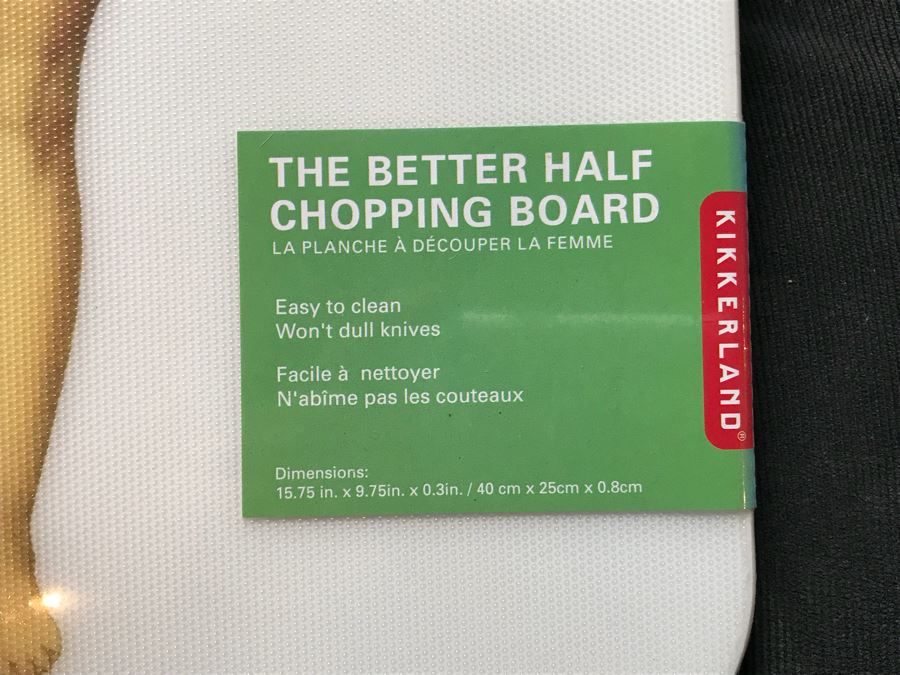 THE BETTER HALF
CHOPPING BOARD
LA PLANCHE À DÉCOUPER LA FEMME
Easy to clean
Won't dull knives
Facile à nettoyer
N'abîme pas les couteaux
Dimensions:
15.75 in. x 9.75in. x 0.3in. / 40 cm x 25cm x 0.8cm
KIKKERLAND®